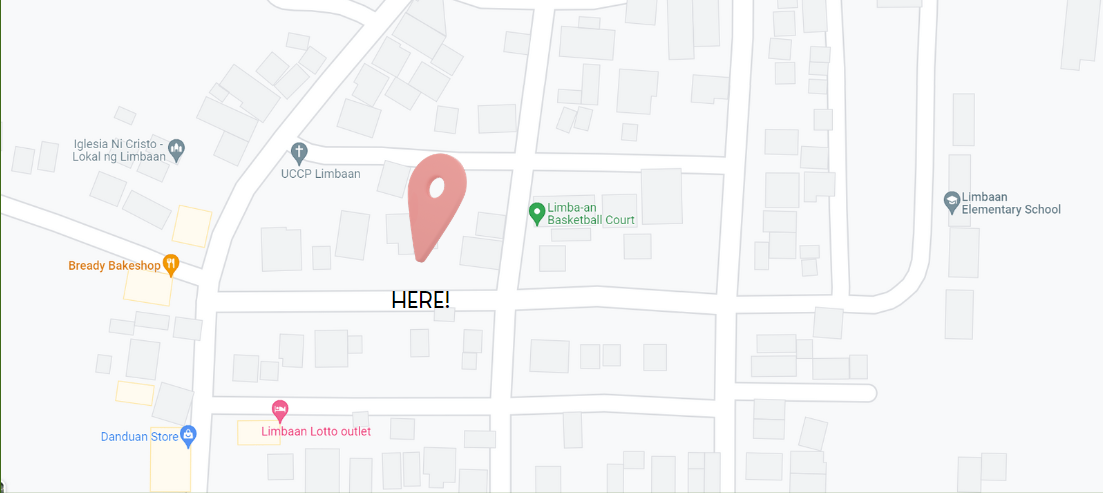 Iglesia Ni Cristo -
Lokal ng Limbaan
UCCP Limbaan
Limba-an
Basketball Court
Limbaan
Elementary School
Bready Bakeshop
HERE!
Limbaan Lotto outlet
Danduan Store